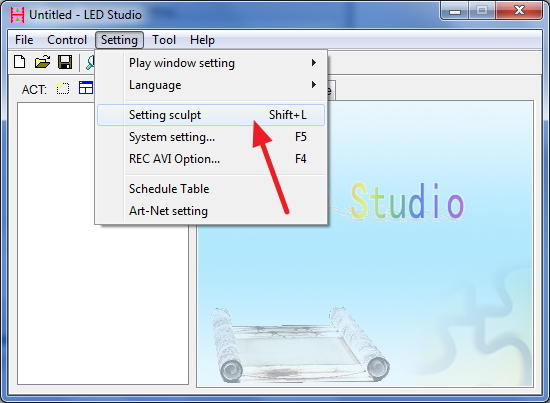 Untitled - LED Studio
File Control Setting Tool Help
ACT:
Play window setting
Language
Setting sculpt Shift+L
System setting... F5
REC AVI Option... F4
Schedule Table
Art-Net setting
Studio